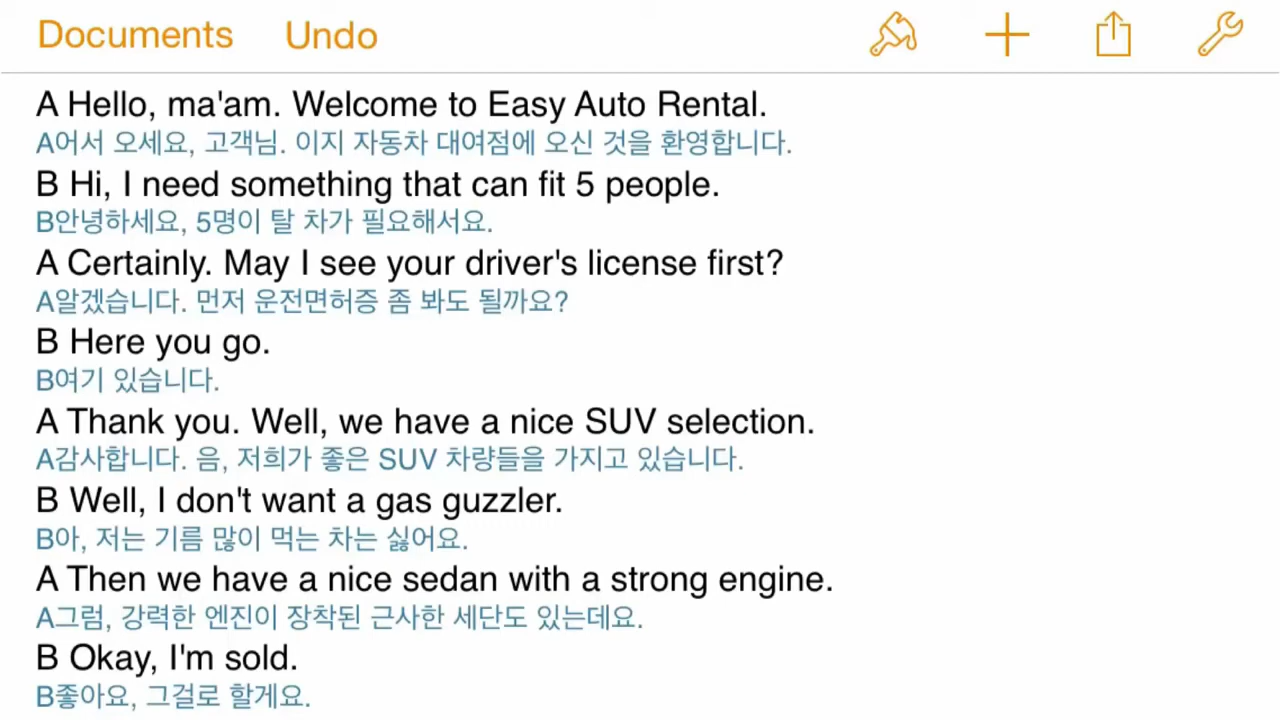 Documents Undo
A Hello, ma'am. Welcome to Easy Auto Rental.
A어서 오세요, 고객님. 이지 자동차 대여점에 오신 것을 환영합니다.
B Hi, I need something that can fit 5 people.
B안녕하세요, 5명이 탈 차가 필요해서요.
A Certainly. May I see your driver's license first?
A알겠습니다. 먼저 운전면허증 좀 봐도 될까요?
B Here you go.
B여기 있습니다.
A Thank you. Well, we have a nice SUV selection.
A감사합니다. 음, 저희가 좋은 SUV 차량들을 가지고 있습니다.
B Well, I don't want a gas guzzler.
B아, 저는 기름 많이 먹는 차는 싫어요.
A Then we have a nice sedan with a strong engine.
A그럼, 강력한 엔진이 장착된 근사한 세단도 있는데요.
B Okay, I'm sold.
B좋아요, 그걸로 할게요.